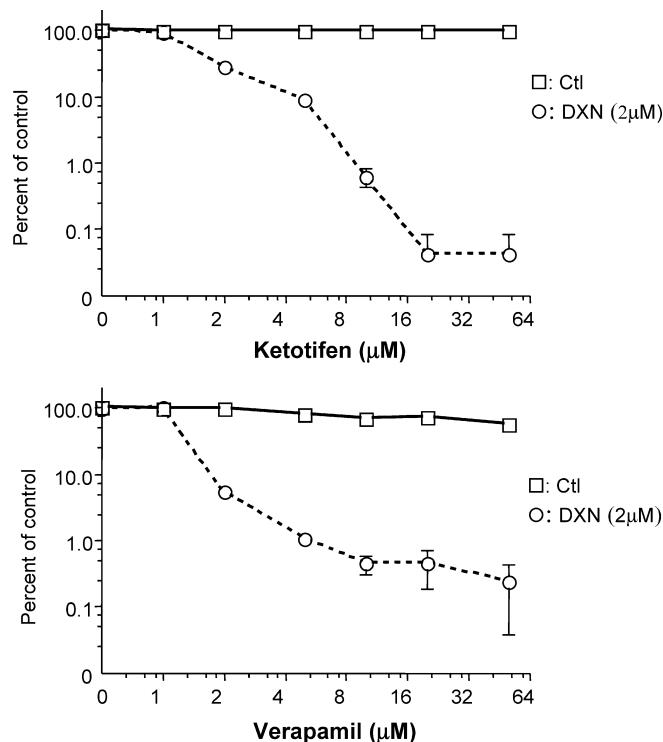 100.0
10.0
1.0
0.1
0
Percent of control
0 1 2 4 8 16 32 64
Ketotifen (μM)
: Ctl
: DXN (2μM)
100.0
10.0
1.0
0.1
0
Percent of control
0 1 2 4 8 16 32 64
Verapamil (μM)
: Ctl
: DXN (2μM)